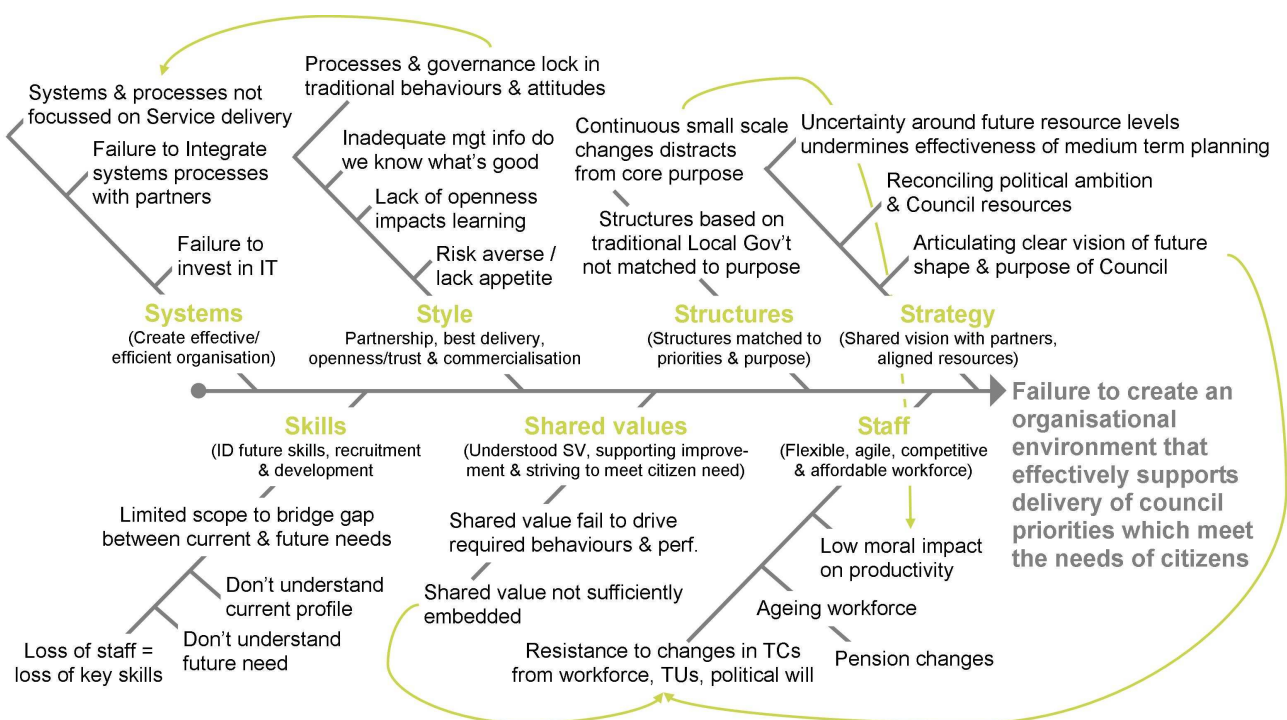 Processes & governance lock in
traditional behaviours & attitudes
Systems & processes not
focussed on Service delivery
Failure to Integrate
systems processes
with partners
Failure to
invest in IT
Inadequate mgt info do
we know what's good
Lack of openness
impacts learning
Risk averse /
lack appetite
Continuous small scale
changes distracts
from core purpose
Structures based on
traditional Local Gov't
not matched to purpose
Uncertainty around future resource levels
undermines effectiveness of medium term planning
Reconciling political ambition
& Council resources
Articulating clear vision of future
shape & purpose of Council
Systems
(Create effective/
efficient organisation)
Style
Partnership, best delivery,
openness/trust & commercialisation
Structures
(Structures matched to
priorities & purpose)
Strategy
(Shared vision with partners,
aligned resources)
Failure to create an
organisational
environment that
effectively supports
delivery of council
priorities which meet
the needs of citizens
Skills
(ID future skills, recruitment
& development)
Limited scope to bridge gap
between current & future needs
Don't understand
current profile
Don't understand
future need
Loss of staff =
loss of key skills
Shared values
(Understood SV, supporting improve-
ment & striving to meet citizen need)
Shared value fail to drive
required behaviours & perf.
Shared value not sufficiently
embedded
Staff
(Flexible, agile, competitive
& affordable workforce)
Low moral impact
on productivity
Ageing workforce
Pension changes
Resistance to changes in TCs
from workforce, TUs, political will